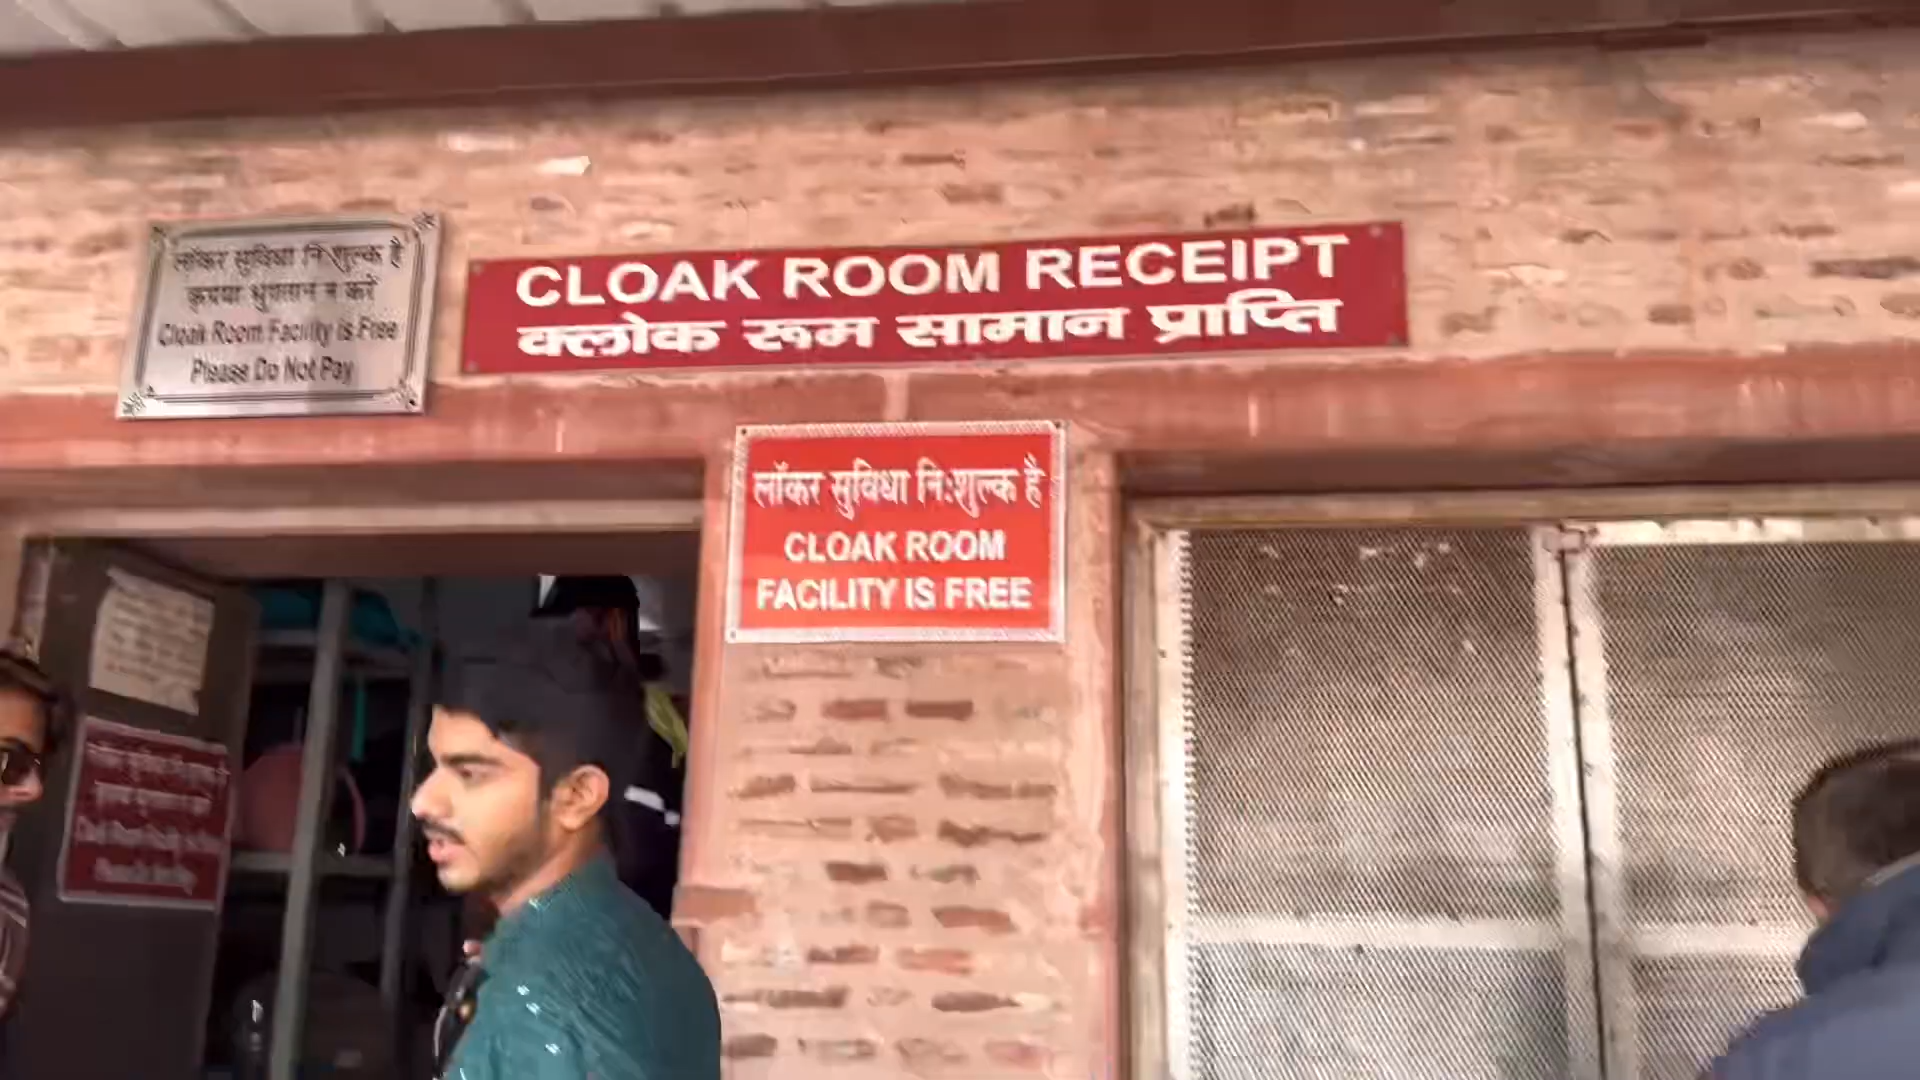 लॉकर सुविधा निःशुल्क है
कृपया भुगतान न करें
Cloak Room Facility is Free
Please Do Not Pay
CLOAK ROOM RECEIPT
क्लोक रूम सामान प्राप्ति
लॉकर सुविधा निःशुल्क है
CLOAK ROOM
FACILITY IS FREE